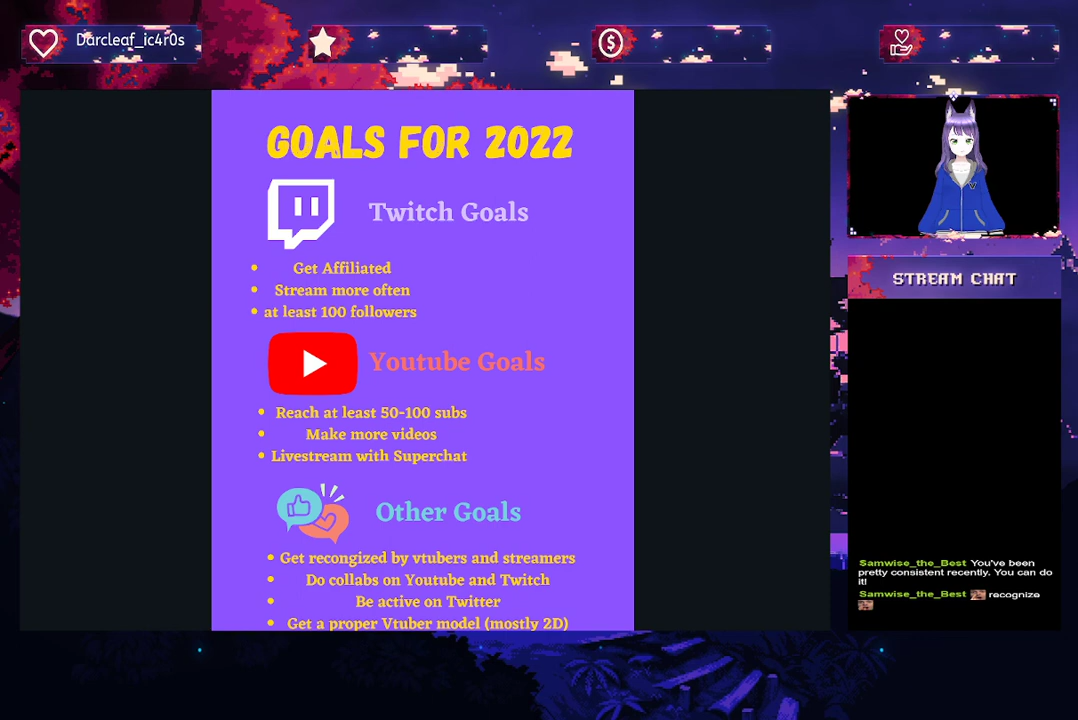 Darcleaf_ic4r0s
GOALS FOR 2022
Twitch Goals
• Get Affiliated
• Stream more often
• at least 100 followers
Youtube Goals
• Reach at least 50-100 subs
• Make more videos
• Livestream with Superchat
Other Goals
• Get recongized by vtubers and streamers
• Do collabs on Youtube and Twitch
• Be active on Twitter
• Get a proper Vtuber model (mostly 2D)
STREAM CHAT
Samwise_the_Best You've been
pretty consistent recently. You can do
it!
Samwise_the_Best recognize